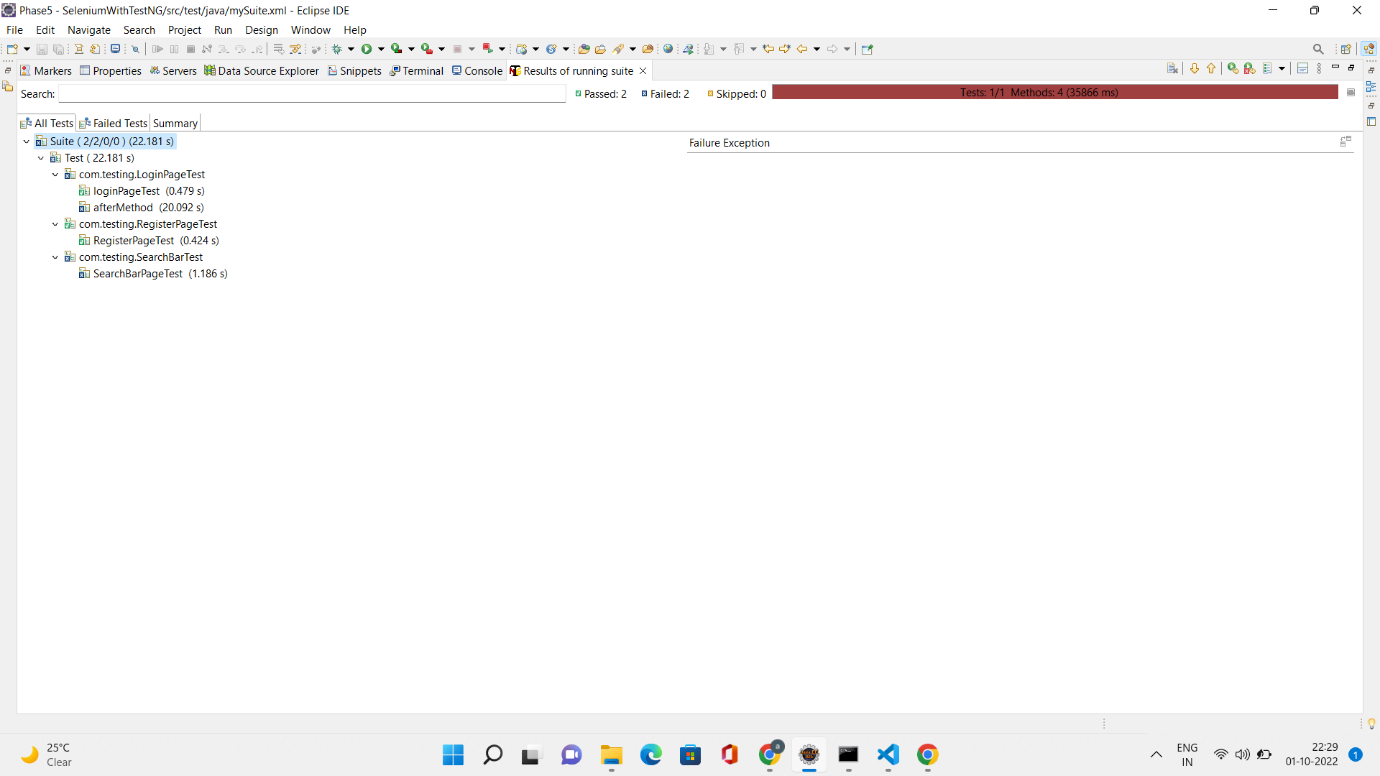 Phase5 - SeleniumWithTestNG/src/test/java/mySuite.xml - Eclipse IDE
File Edit Navigate Search Project Run Design Window Help
Markers Properties Servers Data Source Explorer Snippets Terminal Console Results of running suite
Search: Passed: 2 Failed: 2 Skipped: 0 Tests: 1/1 Methods: 4 (35866 ms)
All Tests Failed Tests Summary
Suite ( 2/2/0/0 ) (22.181 s) Failure Exception
Test ( 22.181 s)
com.testing.LoginPageTest
loginPageTest (0.479 s)
afterMethod (20.092 s)
com.testing.RegisterPageTest
RegisterPageTest (0.424 s)
com.testing.SearchBarTest
SearchBarPageTest (1.186 s)
25°C
Clear
ENG
IN
22:29
01-10-2022
1